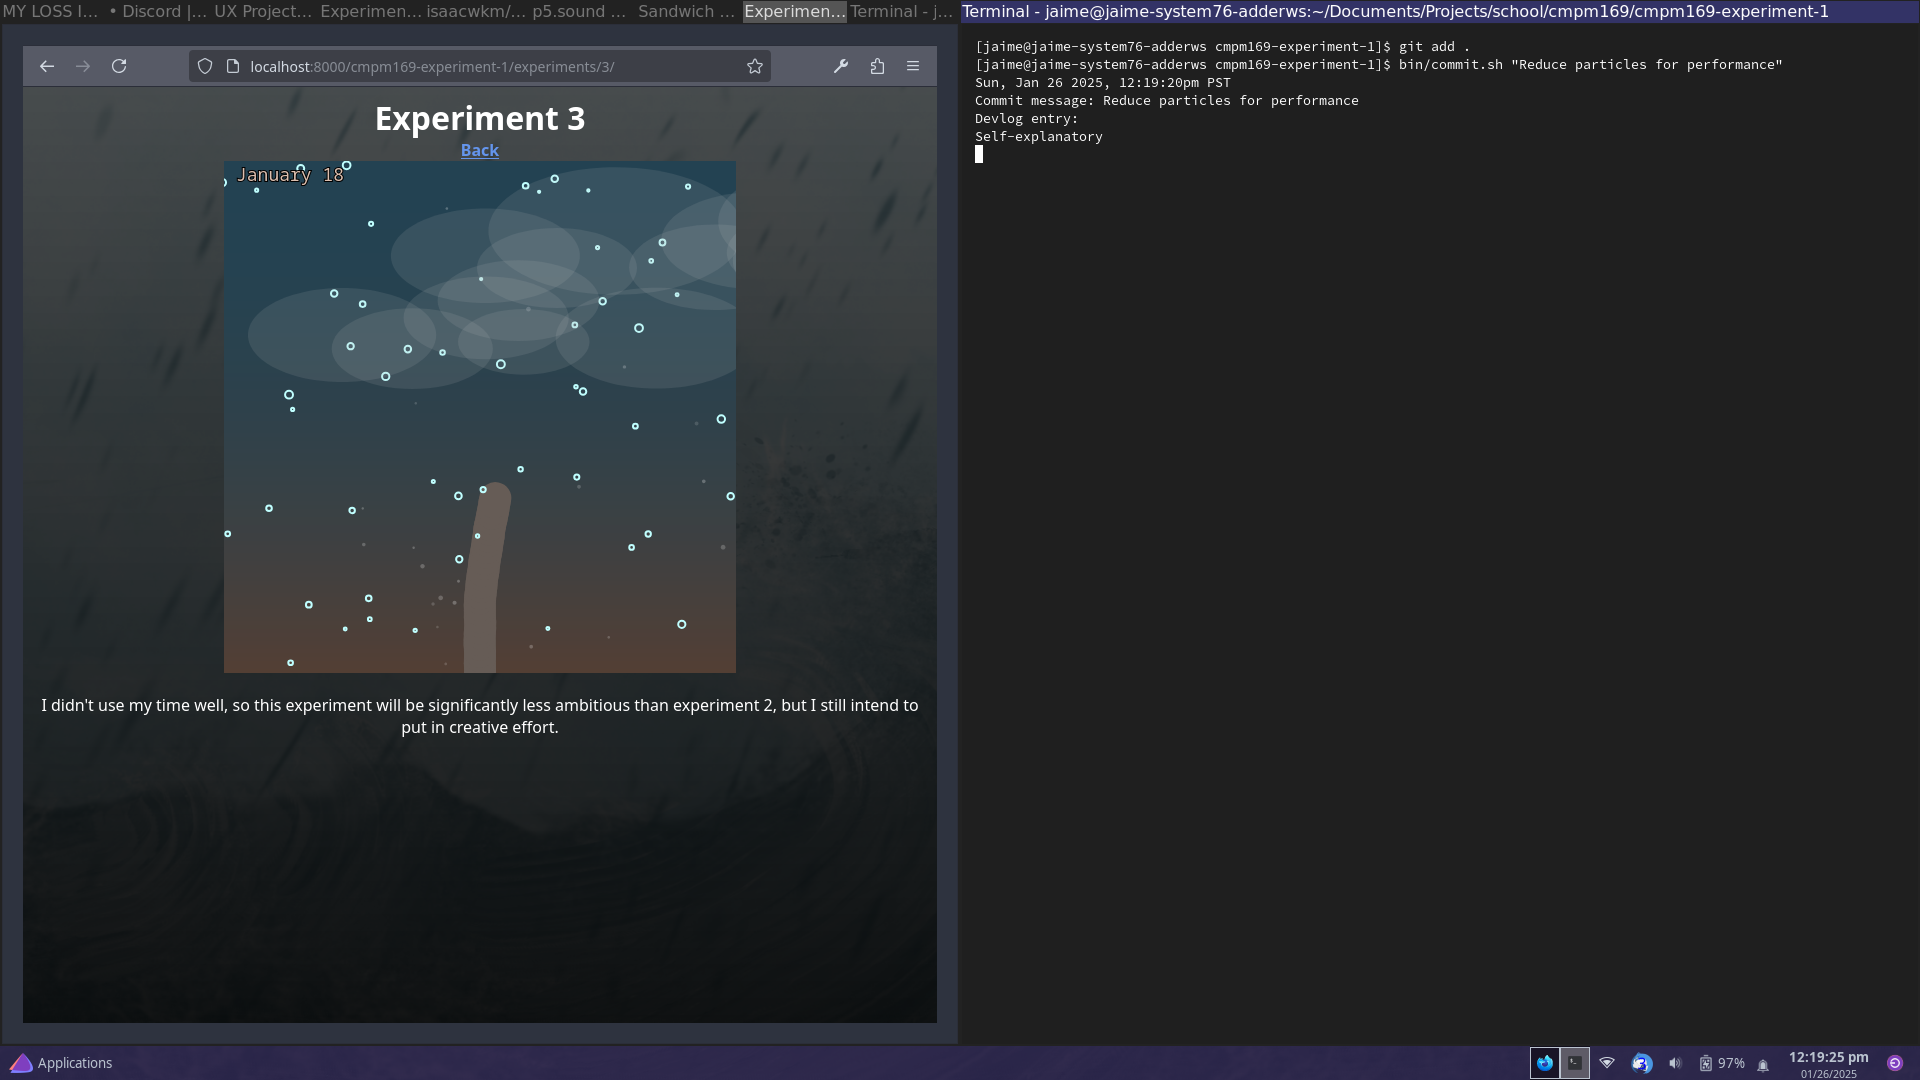 MY LOSS I...
• Discord |...
UX Project...
Experimen...
isaacwkm/...
p5.sound ...
Sandwich ...
Experimen...
Terminal - j...
Terminal - jaime@jaime-system76-adderws:~/Documents/Projects/school/cmpm169/cmpm169-experiment-1
localhost:8000/cmpm169-experiment-1/experiments/3/
Experiment 3
Back
January 18
I didn't use my time well, so this experiment will be significantly less ambitious than experiment 2, but I still intend to
put in creative effort.
[jaime@jaime-system76-adderws cmpm169-experiment-1]$ git add .
[jaime@jaime-system76-adderws cmpm169-experiment-1]$ bin/commit.sh "Reduce particles for performance"
Sun, Jan 26 2025, 12:19:20pm PST
Commit message: Reduce particles for performance
Devlog entry:
Self-explanatory
Applications
97%
12:19:25 pm
01/26/2025